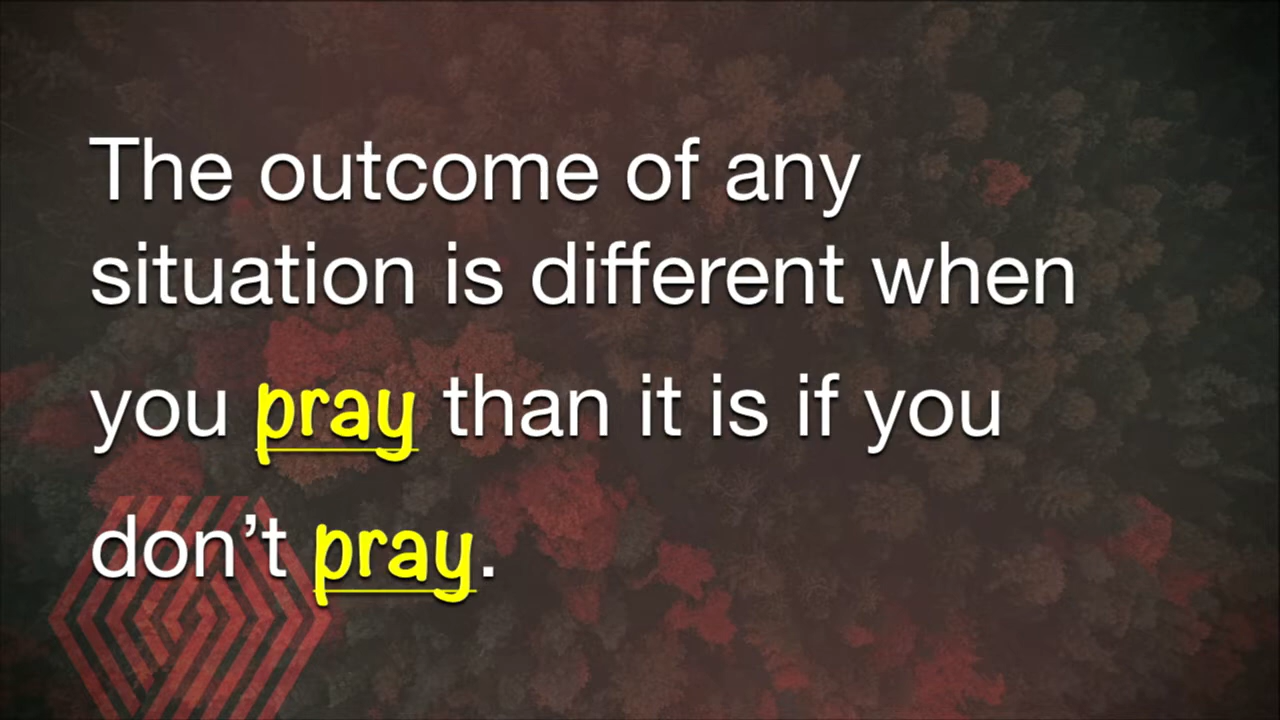 The outcome of any
situation is different when
you pray than it is if you
don’t pray.